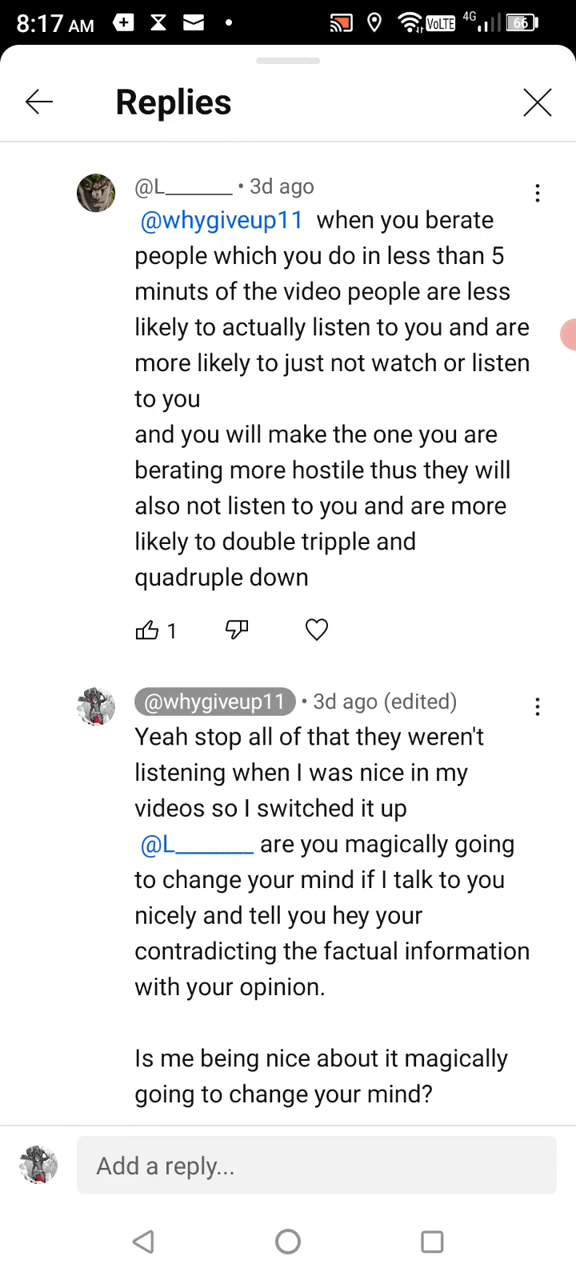 8:17 AM VoLTE 4G 66
Replies
@L______ • 3d ago
@whygiveup11 when you berate
people which you do in less than 5
minuts of the video people are less
likely to actually listen to you and are
more likely to just not watch or listen
to you
and you will make the one you are
berating more hostile thus they will
also not listen to you and are more
likely to double tripple and
quadruple down
1
@whygiveup11 • 3d ago (edited)
Yeah stop all of that they weren't
listening when I was nice in my
videos so I switched it up
@L_______ are you magically going
to change your mind if I talk to you
nicely and tell you hey your
contradicting the factual information
with your opinion.
Is me being nice about it magically
going to change your mind?
Add a reply...